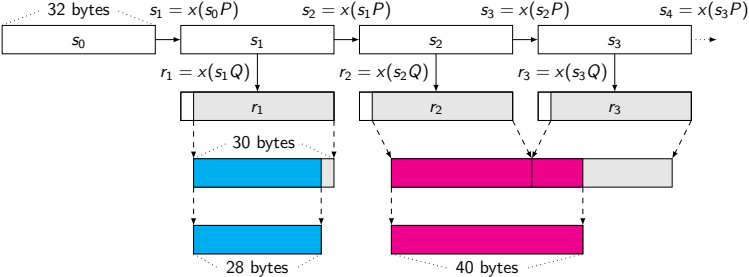 32 bytes s₁ = x(s₀P) s₂ = x(s₁P) s₃ = x(s₂P) s₄ = x(s₃P)
s₀ s₁ s₂ s₃
r₁ = x(s₁Q) r₂ = x(s₂Q) r₃ = x(s₃Q)
r₁ r₂ r₃
30 bytes
28 bytes 40 bytes